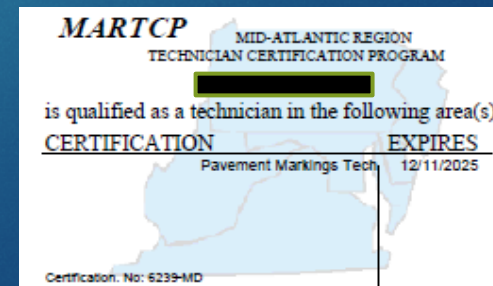 MARTCP
MID-ATLANTIC REGION
TECHNICIAN CERTIFICATION PROGRAM
is qualified as a technician in the following area(s)
CERTIFICATION EXPIRES
Pavement Markings Tech 12/11/2025
Certification. No: 6239-MD